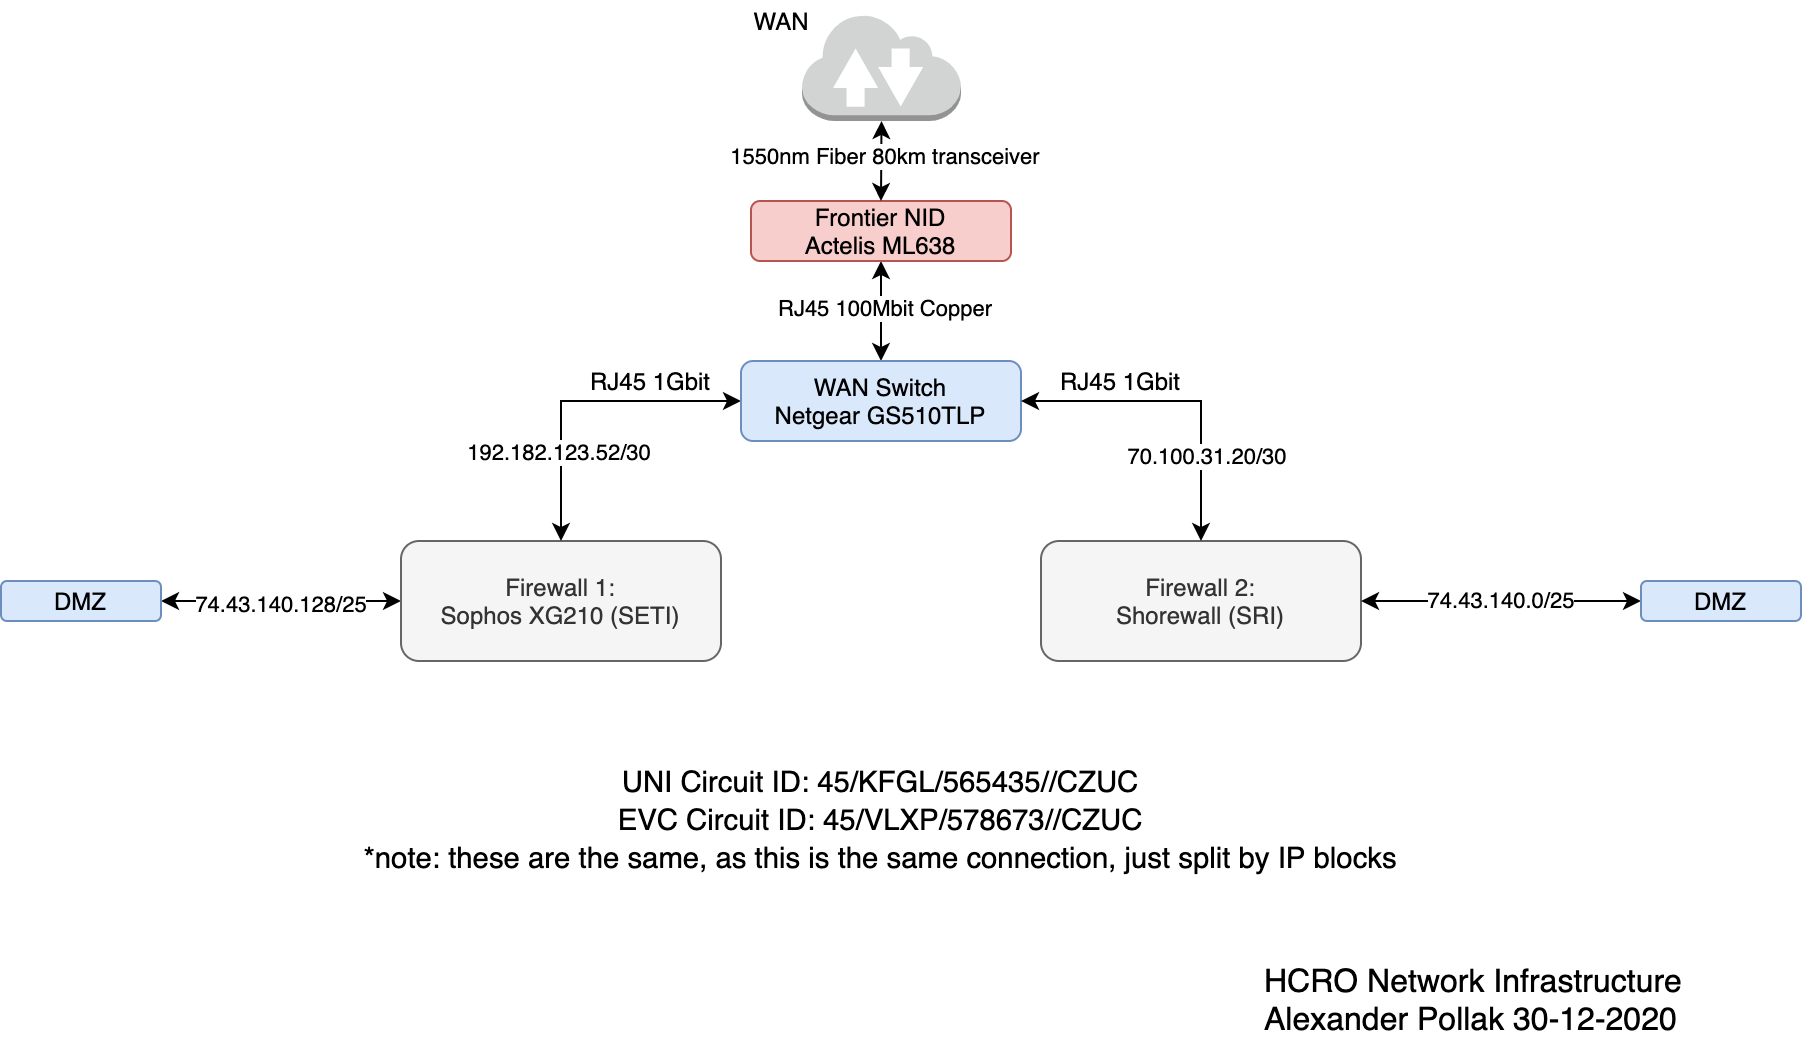 WAN
1550nm Fiber 80km transceiver
Frontier NID
Actelis ML638
RJ45 100Mbit Copper
RJ45 1Gbit
WAN Switch
Netgear GS510TLP
RJ45 1Gbit
192.182.123.52/30
70.100.31.20/30
DMZ
74.43.140.128/25
Firewall 1:
Sophos XG210 (SETI)
Firewall 2:
Shorewall (SRI)
74.43.140.0/25
DMZ
UNI Circuit ID: 45/KFGL/565435//CZUC
EVC Circuit ID: 45/VLXP/578673//CZUC
*note: these are the same, as this is the same connection, just split by IP blocks
HCRO Network Infrastructure
Alexander Pollak 30-12-2020